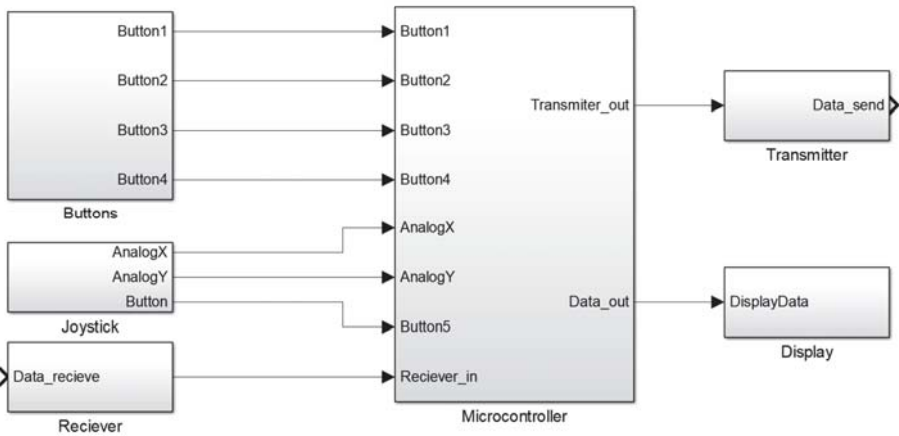 Button1
Button2
Button3
Button4
Buttons
AnalogX
AnalogY
Button
Joystick
Data_recieve
Reciever
Button1
Button2
Button3
Button4
AnalogX
AnalogY
Button5
Reciever_in
Transmiter_out
Data_out
Microcontroller
Data_send
Transmitter
DisplayData
Display